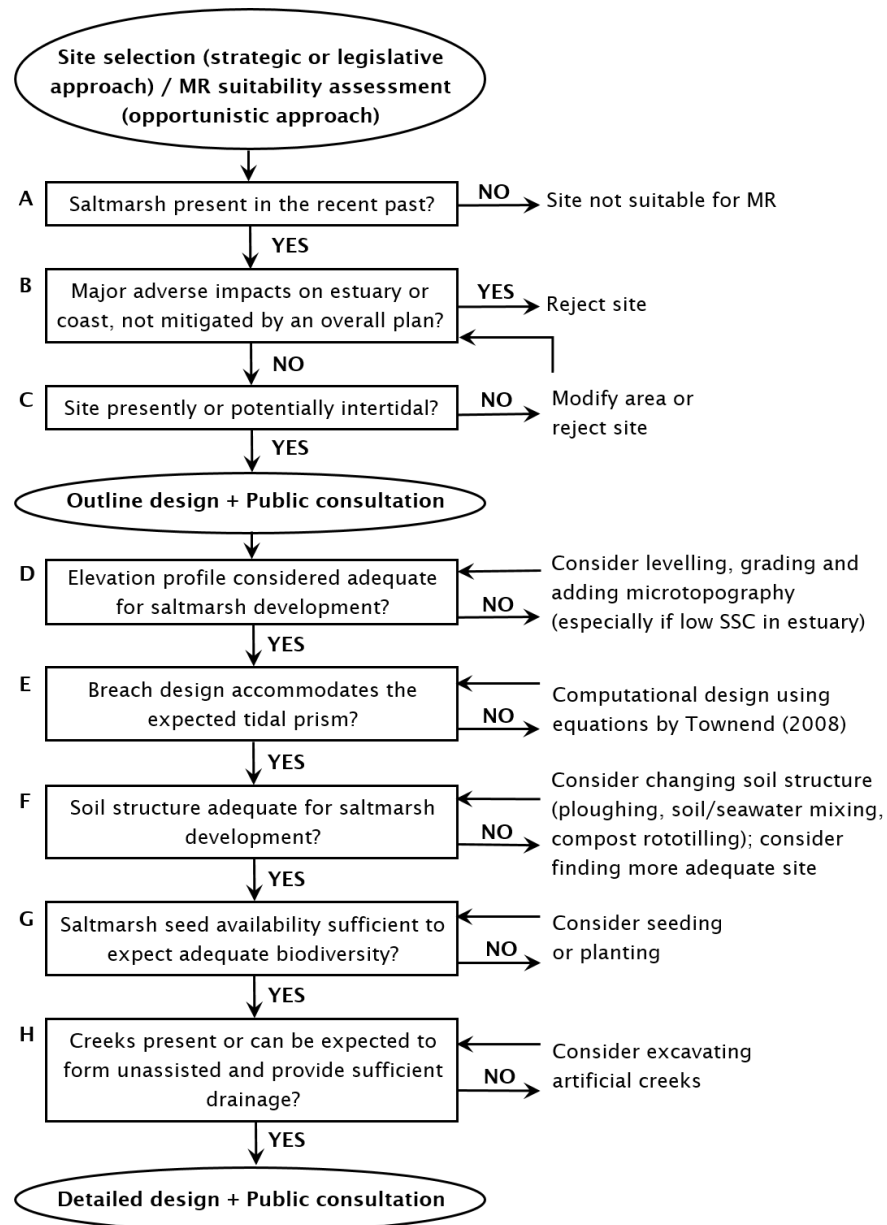 Site selection (strategic or legislative
approach) / MR suitability assessment
(opportunistic approach)
A
Saltmarsh present in the recent past?
NO
Site not suitable for MR
YES
B
Major adverse impacts on estuary or
coast, not mitigated by an overall plan?
YES
Reject site
NO
C
Site presently or potentially intertidal?
NO
Modify area or
reject site
YES
Outline design + Public consultation
D
Elevation profile considered adequate
for saltmarsh development?
NO
Consider levelling, grading and
adding microtopography
(especially if low SSC in estuary)
YES
E
Breach design accommodates the
expected tidal prism?
NO
Computational design using
equations by Townend (2008)
YES
F
Soil structure adequate for saltmarsh
development?
NO
Consider changing soil structure
(ploughing, soil/seawater mixing,
compost rototilling); consider
finding more adequate site
YES
G
Saltmarsh seed availability sufficient to
expect adequate biodiversity?
NO
Consider seeding
or planting
YES
H
Creeks present or can be expected to
form unassisted and provide sufficient
drainage?
NO
Consider excavating
artificial creeks
YES
Detailed design + Public consultation